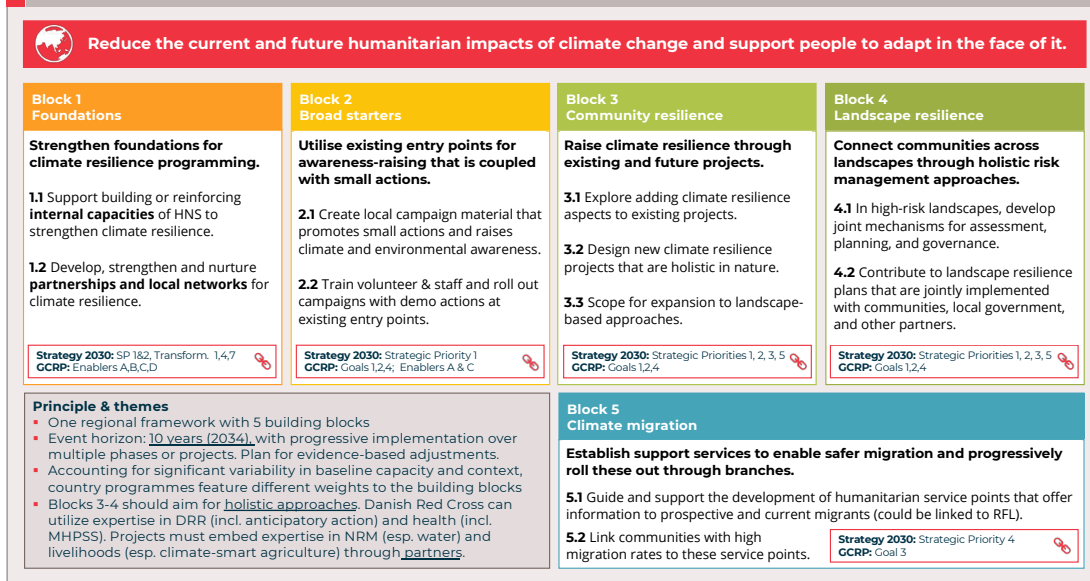 Reduce the current and future humanitarian impacts of climate change and support people to adapt in the face of it.
Block 1
Foundations
Strengthen foundations for
climate resilience programming.
1.1 Support building or reinforcing
internal capacities of HNS to
strengthen climate resilience.
1.2 Develop, strengthen and nurture
partnerships and local networks for
climate resilience.
Strategy 2030: SP 1&2, Transform. 1,4,7
GCRP: Enablers A,B,C,D
Block 2
Broad starters
Utilise existing entry points for
awareness-raising that is coupled
with small actions.
2.1 Create local campaign material that
promotes small actions and raises
climate and environmental awareness.
2.2 Train volunteer & staff and roll out
campaigns with demo actions at
existing entry points.
Strategy 2030: Strategic Priority 1
GCRP: Goals 1,2,4; Enablers A & C
Block 3
Community resilience
Raise climate resilience through
existing and future projects.
3.1 Explore adding climate resilience
aspects to existing projects.
3.2 Design new climate resilience
projects that are holistic in nature.
3.3 Scope for expansion to landscape-
based approaches.
Strategy 2030: Strategic Priorities 1, 2, 3, 5
GCRP: Goals 1,2,4
Block 4
Landscape resilience
Connect communities across
landscapes through holistic risk
management approaches.
4.1 In high-risk landscapes, develop
joint mechanisms for assessment,
planning, and governance.
4.2 Contribute to landscape resilience
plans that are jointly implemented
with communities, local government,
and other partners.
Strategy 2030: Strategic Priorities 1, 2, 3, 5
GCRP: Goals 1,2,4
Principle & themes
▪ One regional framework with 5 building blocks
▪ Event horizon: 10 years (2034), with progressive implementation over
multiple phases or projects. Plan for evidence-based adjustments.
▪ Accounting for significant variability in baseline capacity and context,
country programmes feature different weights to the building blocks
▪ Blocks 3-4 should aim for holistic approaches. Danish Red Cross can
utilize expertise in DRR (incl. anticipatory action) and health (incl.
MHPSS). Projects must embed expertise in NRM (esp. water) and
livelihoods (esp. climate-smart agriculture) through partners.
Block 5
Climate migration
Establish support services to enable safer migration and progressively
roll these out through branches.
5.1 Guide and support the development of humanitarian service points that offer
information to prospective and current migrants (could be linked to RFL).
5.2 Link communities with high
migration rates to these service points.
Strategy 2030: Strategic Priority 4
GCRP: Goal 3